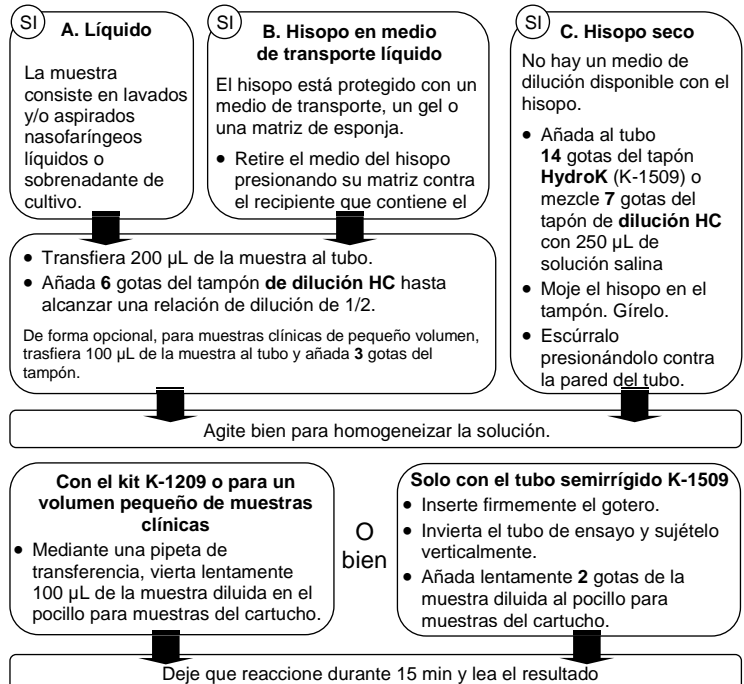 SI
A. Líquido
La muestra
consiste en lavados
y/o aspirados
nasofaríngeos
líquidos o
sobrenadante de
cultivo.
SI
B. Hisopo en medio
de transporte líquido
El hisopo está protegido con un
medio de transporte, un gel o
una matriz de esponja.
• Retire el medio del hisopo
presionando su matriz contra
el recipiente que contiene el
SI
C. Hisopo seco
No hay un medio de
dilución disponible con el
hisopo.
• Añada al tubo
14 gotas del tapón
HydroK (K-1509) o
mezcle 7 gotas del
tapón de dilución HC
con 250 µL de
solución salina
• Moje el hisopo en el
tampón. Gírelo.
• Escúrralo
presionándolo contra
la pared del tubo.
• Transfiera 200 µL de la muestra al tubo.
• Añada 6 gotas del tampón de dilución HC hasta
alcanzar una relación de dilución de 1/2.
De forma opcional, para muestras clínicas de pequeño volumen,
trasfiera 100 µL de la muestra al tubo y añada 3 gotas del
tampón.
Agite bien para homogeneizar la solución.
Con el kit K-1209 o para un
volumen pequeño de muestras
clínicas
• Mediante una pipeta de
transferencia, vierta lentamente
100 µL de la muestra diluida en el
pocillo para muestras del cartucho.
O
bien
Solo con el tubo semirrígido K-1509
• Inserte firmemente el gotero.
• Invierta el tubo de ensayo y sujételo
verticalmente.
• Añada lentamente 2 gotas de la
muestra diluida al pocillo para
muestras del cartucho.
Deje que reaccione durante 15 min y lea el resultado